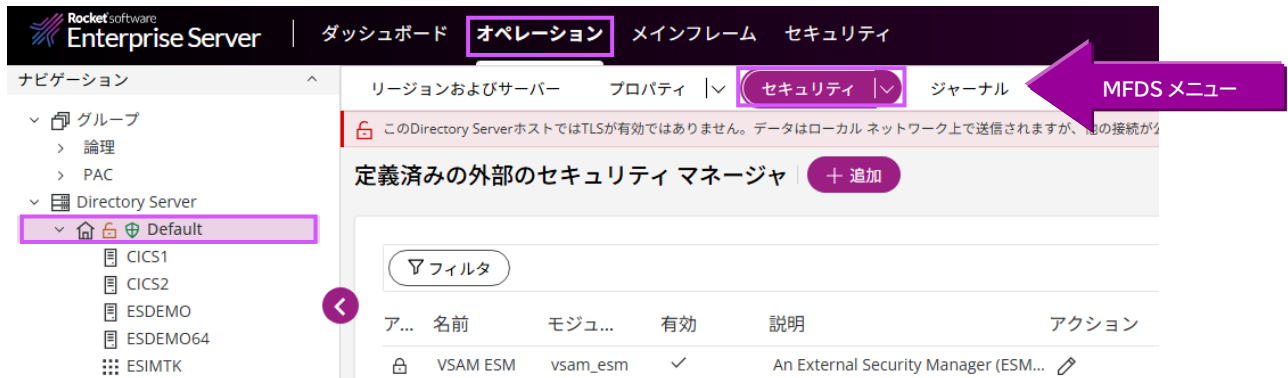 Rocket software
Enterprise Server
ダッシュボード オペレーション メインフレーム セキュリティ
ナビゲーション
グループ
論理
PAC
Directory Server
Default
CICS1
CICS2
ESDEMO
ESDEMO64
ESIMTK
リージョンおよびサーバー プロパティ セキュリティ ジャーナル
MFDS メニュー
このDirectory ServerホストではTLSが有効ではありません。データはローカル ネットワーク上で送信されますが、他の接続が
定義済みの外部のセキュリティ マネージャ + 追加
フィルタ
ア... 名前 モジュ... 有効 説明 アクション
VSAM ESM vsam_esm An External Security Manager (ESM...